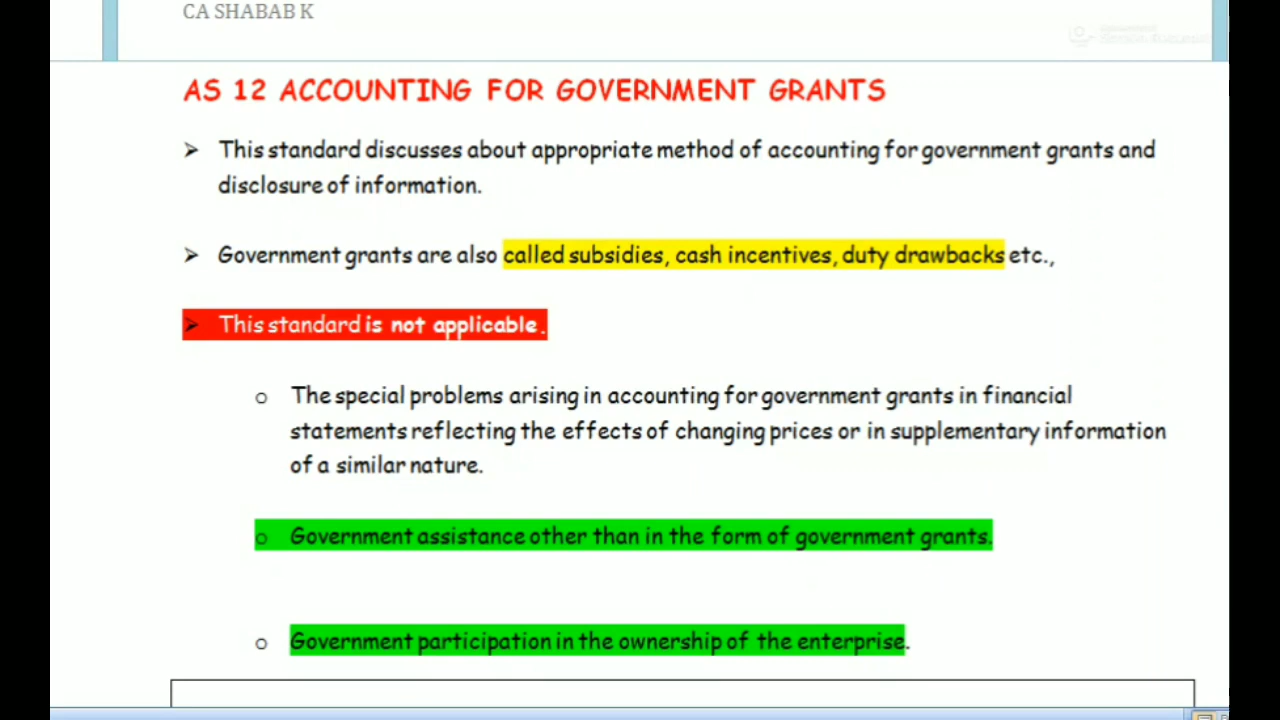 CA SHABAB K
AS 12 ACCOUNTING FOR GOVERNMENT GRANTS
➢ This standard discusses about appropriate method of accounting for government grants and
disclosure of information.
➢ Government grants are also called subsidies, cash incentives, duty drawbacks etc.,
➢ This standard is not applicable.
o The special problems arising in accounting for government grants in financial
statements reflecting the effects of changing prices or in supplementary information
of a similar nature.
o Government assistance other than in the form of government grants.
o Government participation in the ownership of the enterprise.